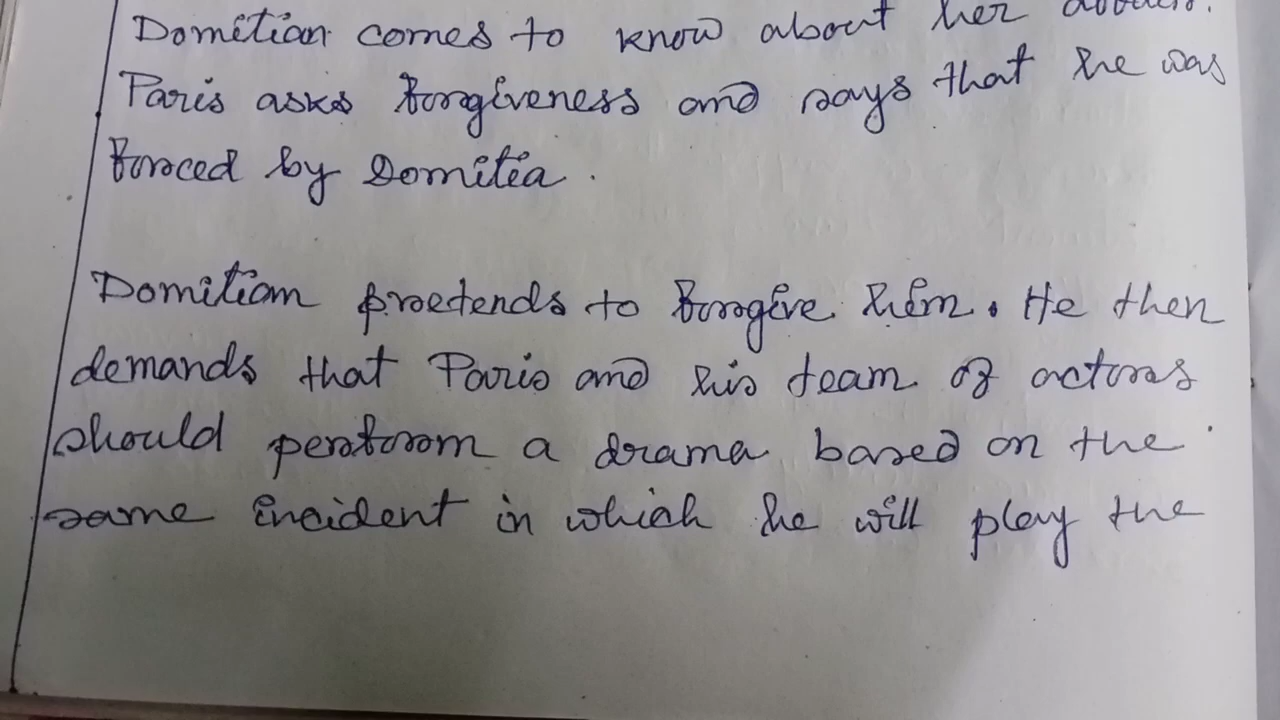 Domitian comes to know about her
Paris asks forgiveness and says that he was
forced by Domitia.
Domitian pretends to forgive him. He then
demands that Paris and his team of actors
should perform a drama based on the
same incident in which he will play the